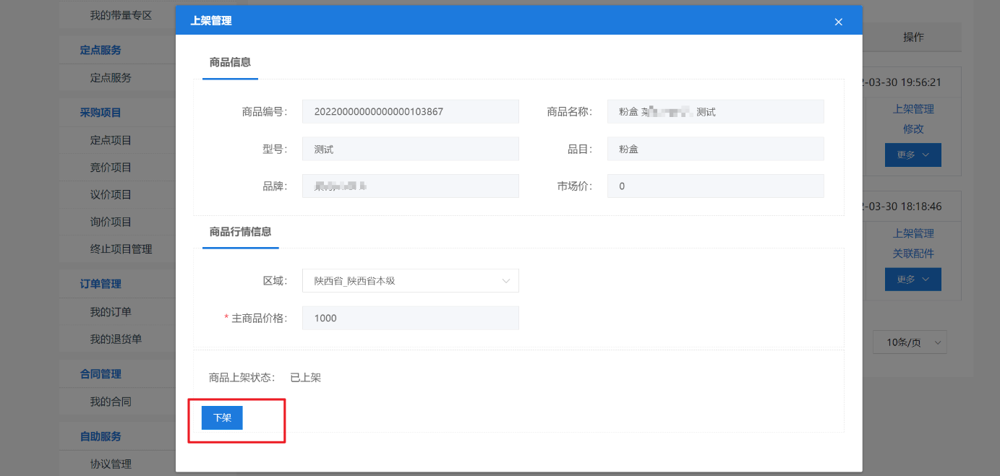 我的带量专区
定点服务
定点服务
采购项目
定点项目
竞价项目
议价项目
询价项目
终止项目管理
订单管理
我的订单
我的退货单
合同管理
我的合同
自助服务
协议管理
上架管理
商品信息
商品编号： 20220000000000000103867
商品名称： 粉盒 测试
型号： 测试
品目： 粉盒
品牌：
市场价： 0
商品行情信息
区域： 陕西省_陕西省本级
* 主商品价格： 1000
商品上架状态： 已上架
下架
操作
-03-30 19:56:21
上架管理
修改
更多
-03-30 18:18:46
上架管理
关联配件
更多
10条/页